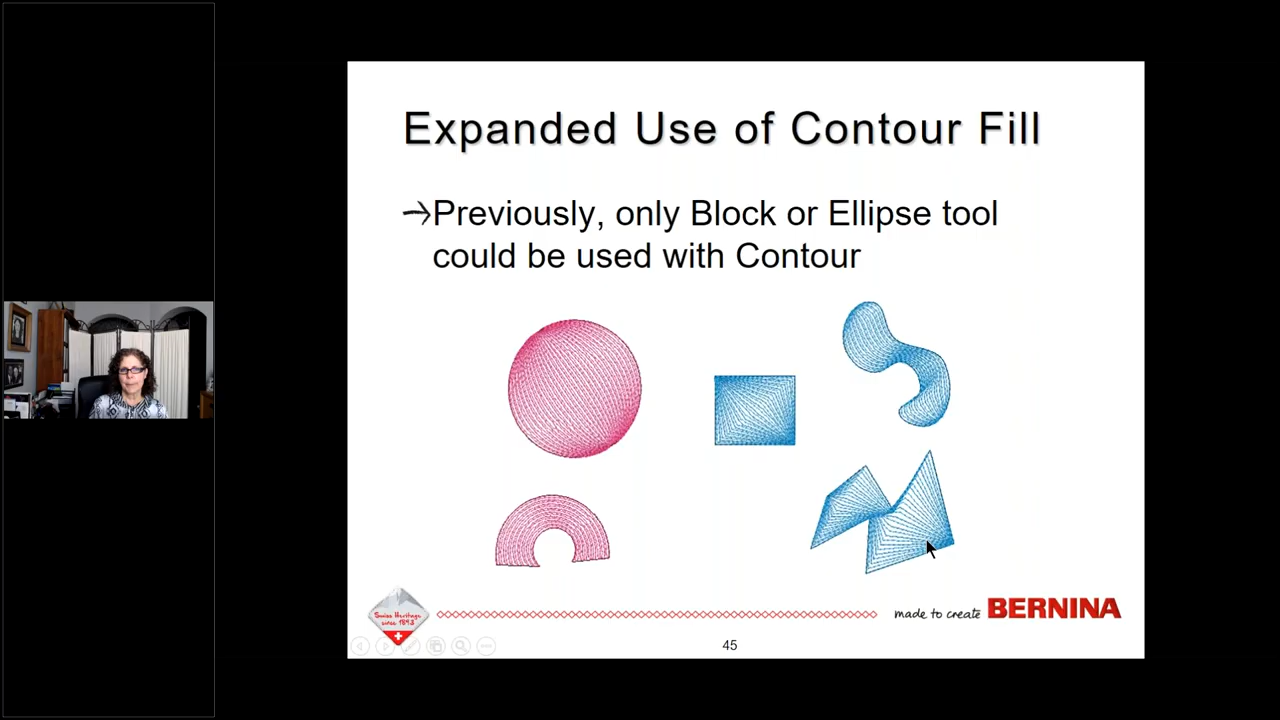 Expanded Use of Contour Fill
Previously, only Block or Ellipse tool
could be used with Contour
Swiss Heritage
since 1893
made to create BERNINA
45